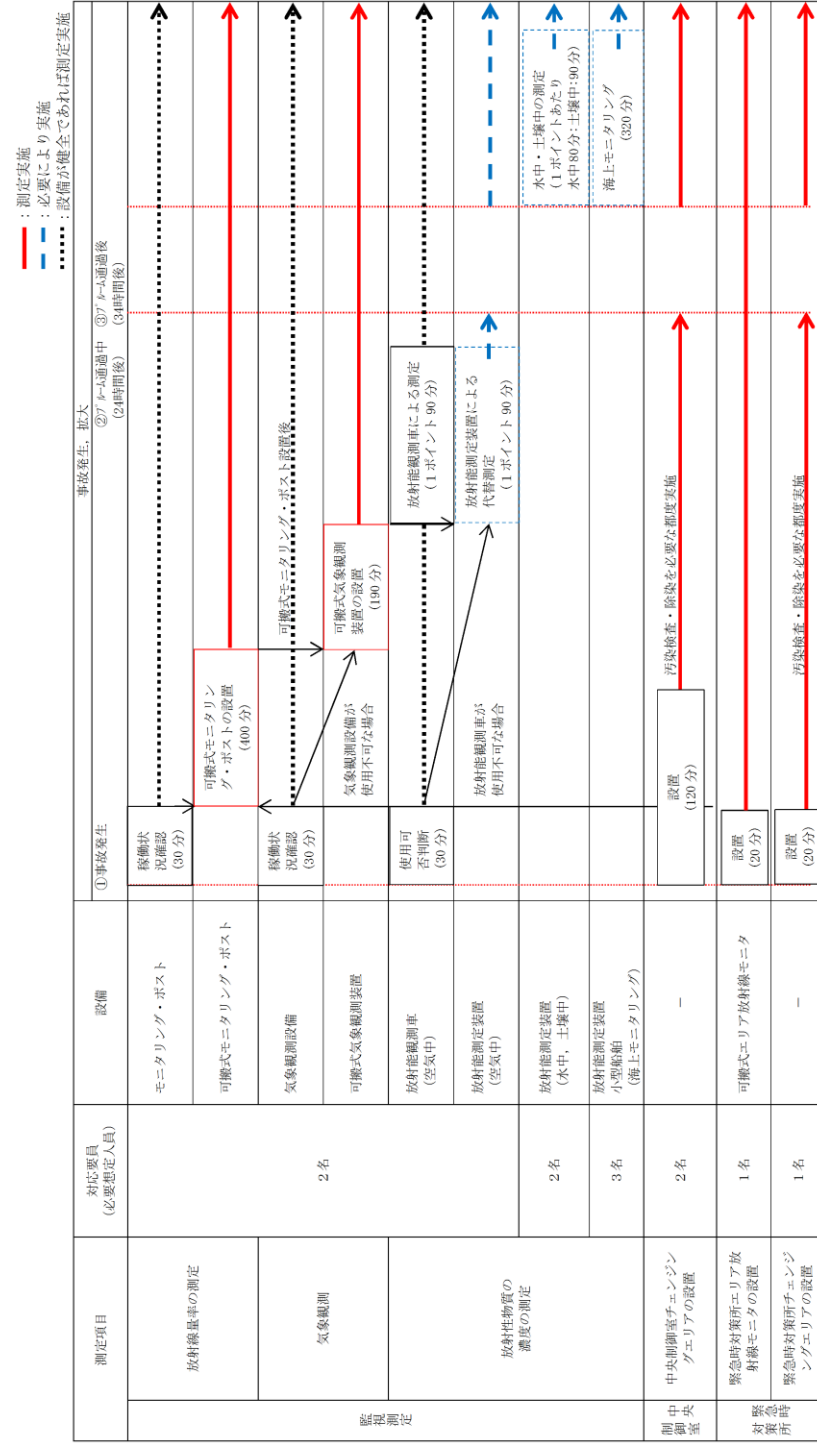 ：測定実施
：必要により実施
：設備が健全であれば測定実施
測定項目
対応要員
(必要想定人員)
設備
事故発生，拡大
①事故発生
②ﾌﾟﾙｰﾑ通過中
(24時間後)
③ﾌﾟﾙｰﾑ通過後
(34時間後)
監視
測定
放射線量率の測定
2名
モニタリング・ポスト
稼働状
況確認
(30分)
可搬式モニタリング・ポスト
可搬式モニタリン
グ・ポストの設置
(400分)
気象観測
気象観測設備
稼働状
況確認
(30分)
可搬式モニタリング・ポスト設置後
可搬式気象観測装置
気象観測設備が
使用不可な場合
可搬式気象観測
装置の設置
(190分)
放射性物質の
濃度の測定
放射能観測車
(空気中)
使用可
否判断
(30分)
放射能観測車による測定
(1ポイント90分)
放射能測定装置
(空気中)
放射能観測車が
使用不可な場合
放射能測定装置による
代替測定
(1ポイント90分)
2名
放射能測定装置
(水中，土壌中)
水中・土壌中の測定
(1ポイントあたり
水中80分:土壌中:90分)
3名
放射能測定装置
小型船舶
(海上モニタリング)
海上モニタリング
(320分)
中央
制御
室
中央制御室チェンジン
グエリアの設置
2名
－
設置
(120分)
汚染検査・除染を必要な都度実施
緊急時
対策所
緊急時対策所エリア放
射線モニタの設置
1名
可搬式エリア放射線モニタ
設置
(20分)
緊急時対策所チェンジ
ングエリアの設置
1名
－
設置
(20分)
汚染検査・除染を必要な都度実施